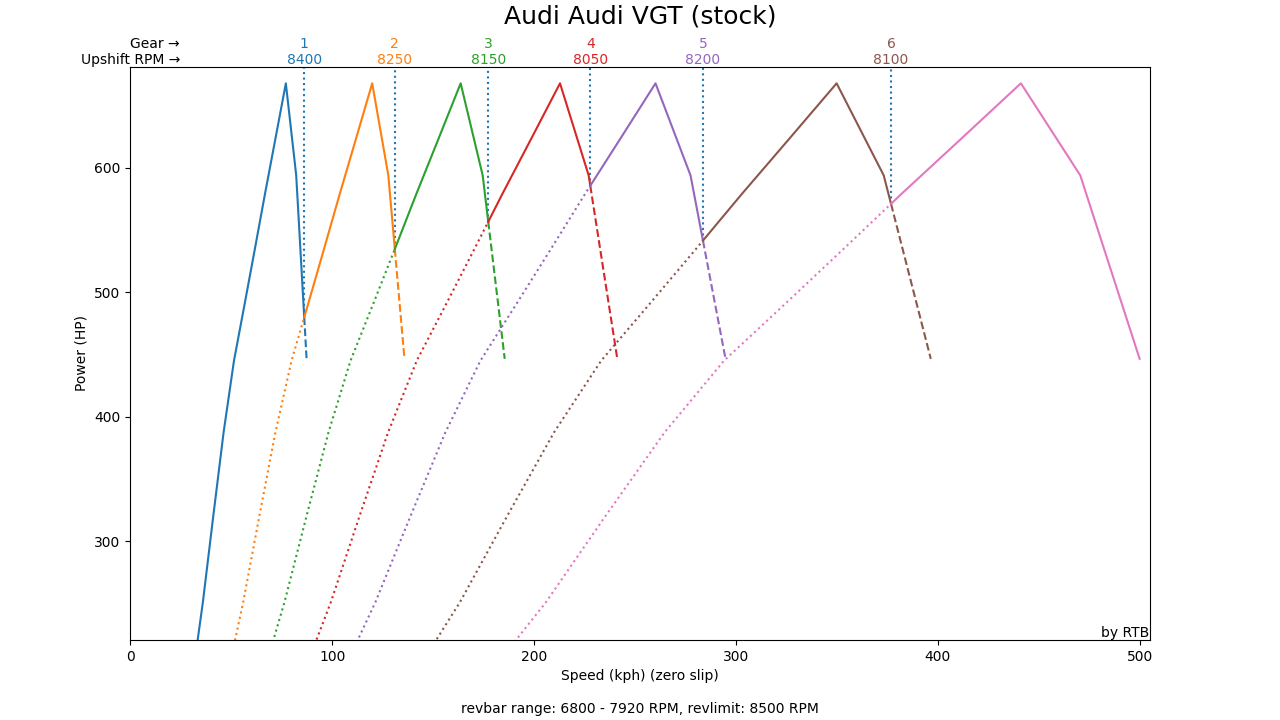 Audi Audi VGT (stock)
Gear → 1 2 3 4 5 6
Upshift RPM → 8400 8250 8150 8050 8200 8100
600
500
400
300
Power (HP)
by RTB
0 100 200 300 400 500
Speed (kph) (zero slip)
revbar range: 6800 - 7920 RPM, revlimit: 8500 RPM